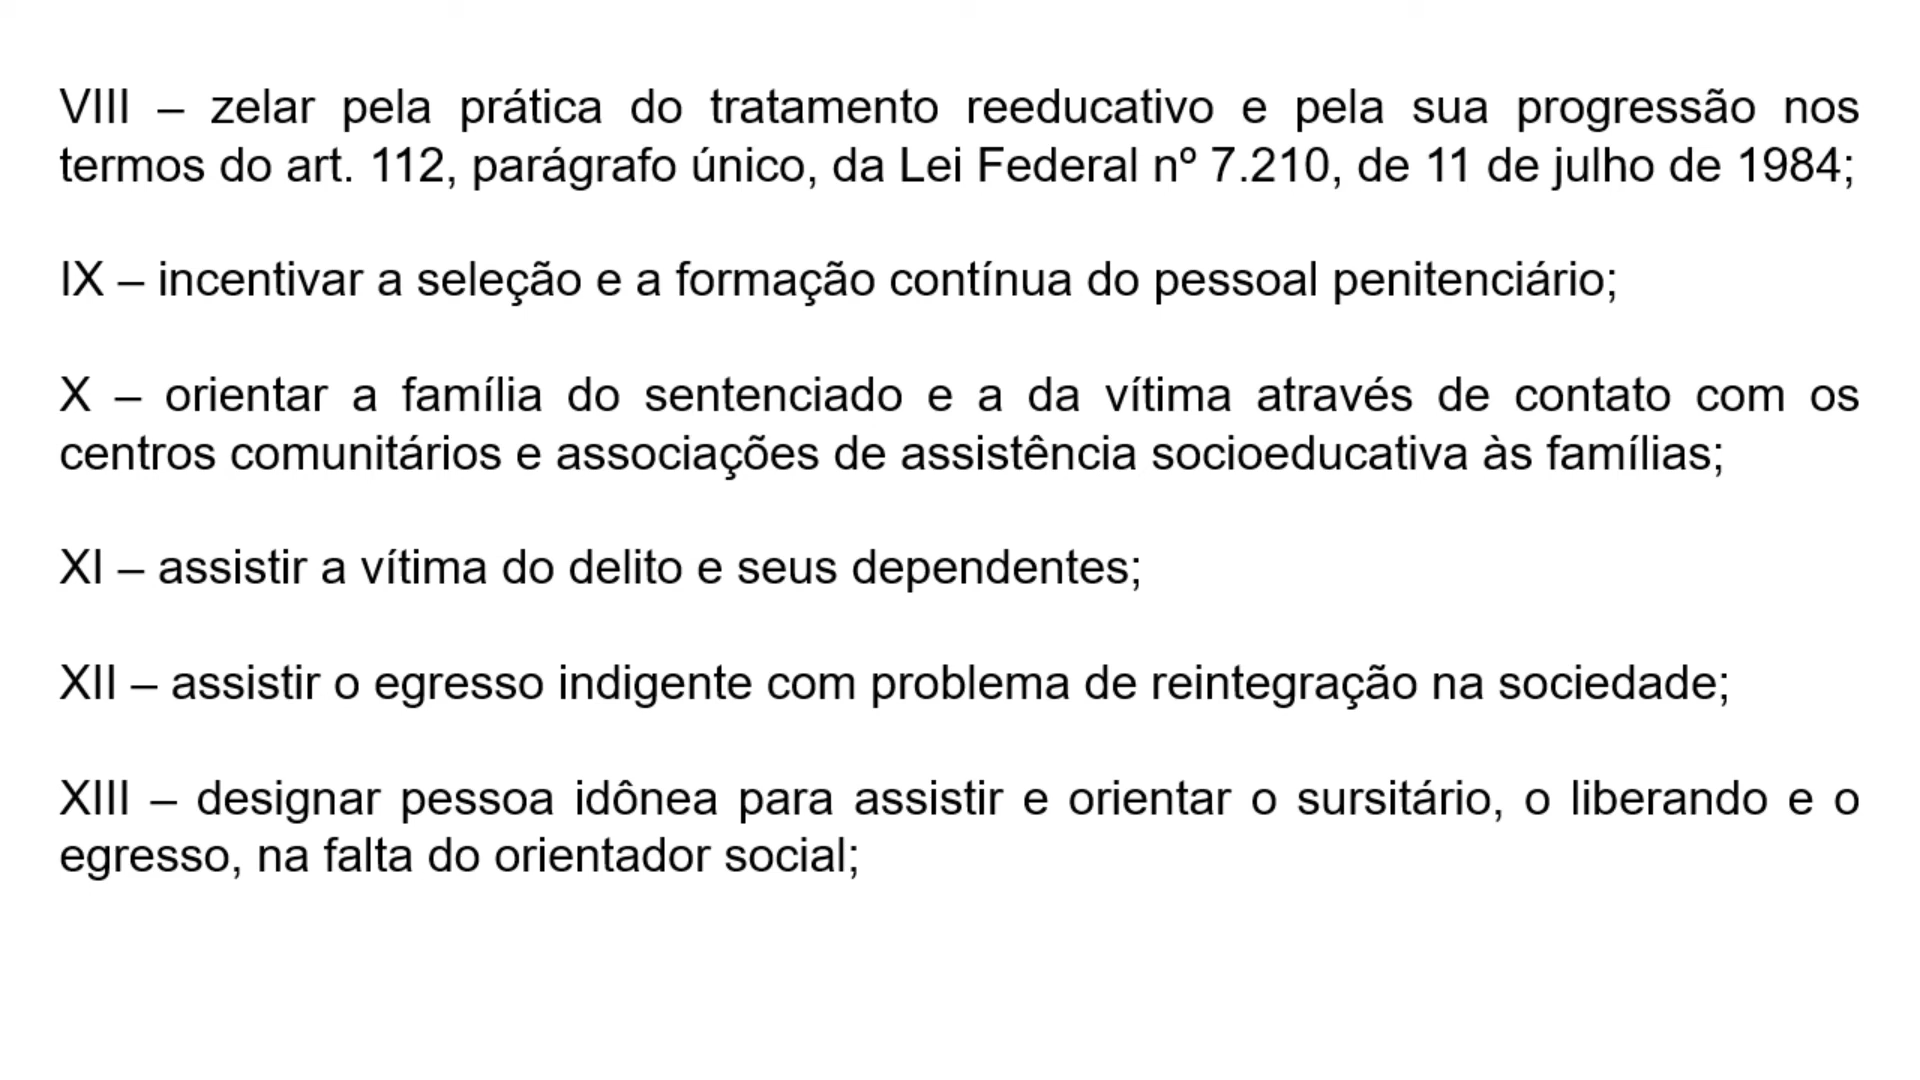 VIII – zelar pela prática do tratamento reeducativo e pela sua progressão nos
termos do art. 112, parágrafo único, da Lei Federal nº 7.210, de 11 de julho de 1984;
IX – incentivar a seleção e a formação contínua do pessoal penitenciário;
X – orientar a família do sentenciado e a da vítima através de contato com os
centros comunitários e associações de assistência socioeducativa às famílias;
XI – assistir a vítima do delito e seus dependentes;
XII – assistir o egresso indigente com problema de reintegração na sociedade;
XIII – designar pessoa idônea para assistir e orientar o sursitário, o liberando e o
egresso, na falta do orientador social;